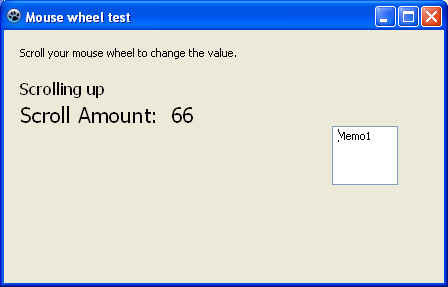 Mouse wheel test
Scroll your mouse wheel to change the value.
Scrolling up
Scroll Amount: 66
Memo1